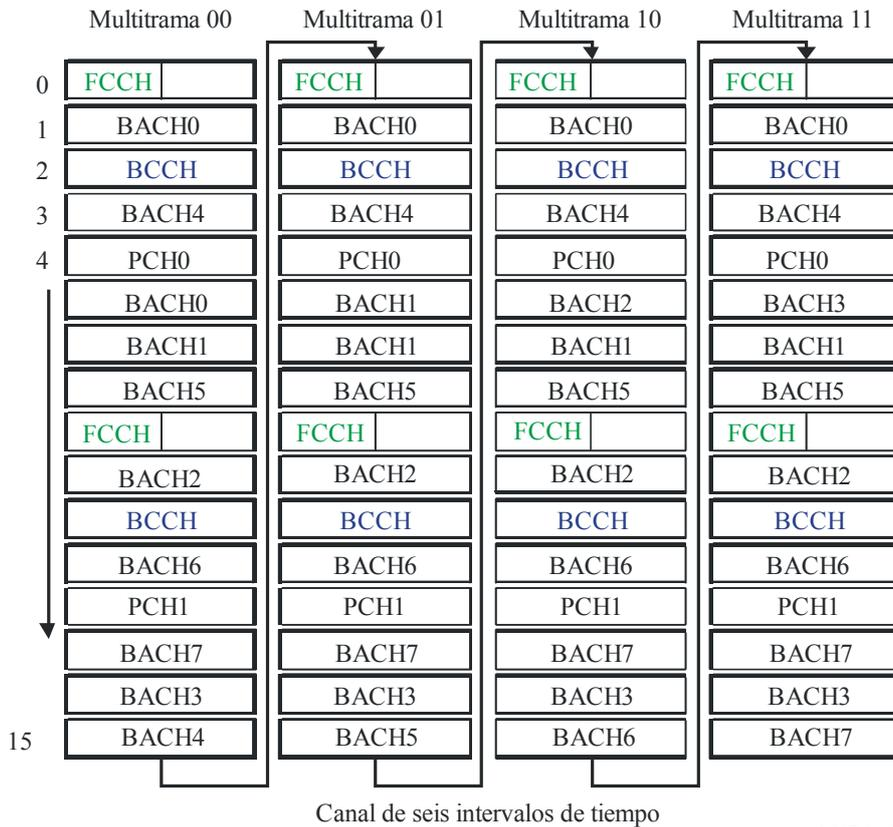 Multitrama 00 Multitrama 01 Multitrama 10 Multitrama 11
0 FCCH FCCH FCCH FCCH
1 BACH0 BACH0 BACH0 BACH0
2 BCCH BCCH BCCH BCCH
3 BACH4 BACH4 BACH4 BACH4
4 PCH0 PCH0 PCH0 PCH0
BACH0 BACH1 BACH2 BACH3
BACH1 BACH1 BACH1 BACH1
BACH5 BACH5 BACH5 BACH5
FCCH FCCH FCCH FCCH
BACH2 BACH2 BACH2 BACH2
BCCH BCCH BCCH BCCH
BACH6 BACH6 BACH6 BACH6
PCH1 PCH1 PCH1 PCH1
BACH7 BACH7 BACH7 BACH7
BACH3 BACH3 BACH3 BACH3
15 BACH4 BACH5 BACH6 BACH7
Canal de seis intervalos de tiempo